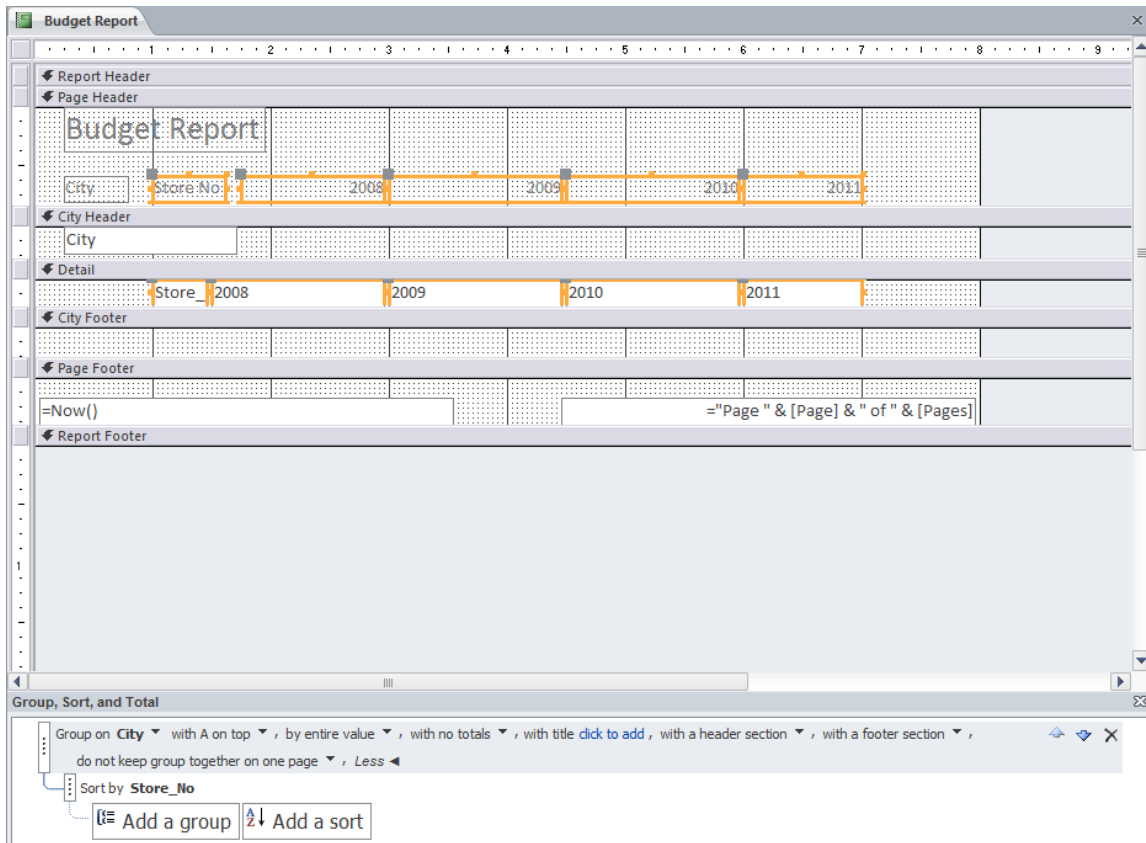 Budget Report
1 2 3 4 5 6 7 8 9
Report Header
Page Header
Budget Report
City Store No 2008 2009 2010 2011
City Header
City
Detail
Store_ 2008 2009 2010 2011
City Footer
Page Footer
=Now() ="Page " & [Page] & " of " & [Pages]
Report Footer
1
Group, Sort, and Total
Group on City with A on top , by entire value , with no totals , with title click to add , with a header section , with a footer section ,
do not keep group together on one page , Less
Sort by Store_No
Add a group A Z Add a sort